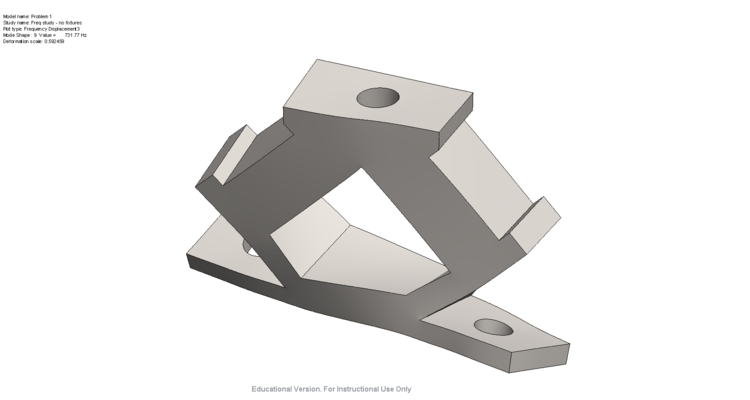 Model name: Problem 1
Study name: Freq study - no fixtures
Plot type: Frequency Displacement3
Mode Shape : 9 Value = 731.77 Hz
Deformation scale: 0.592459
Educational Version. For Instructional Use Only